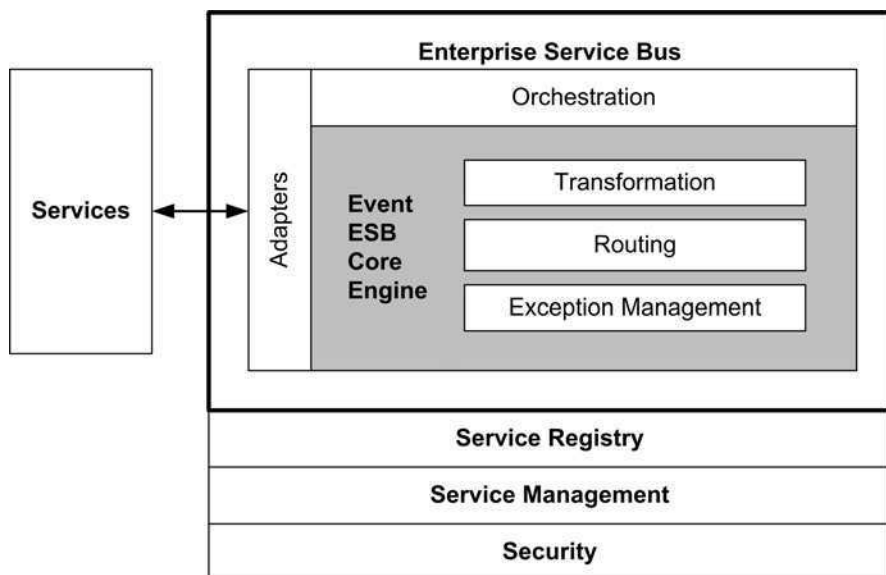 Enterprise Service Bus
Services
Adapters
Orchestration
Event
ESB
Core
Engine
Transformation
Routing
Exception Management
Service Registry
Service Management
Security